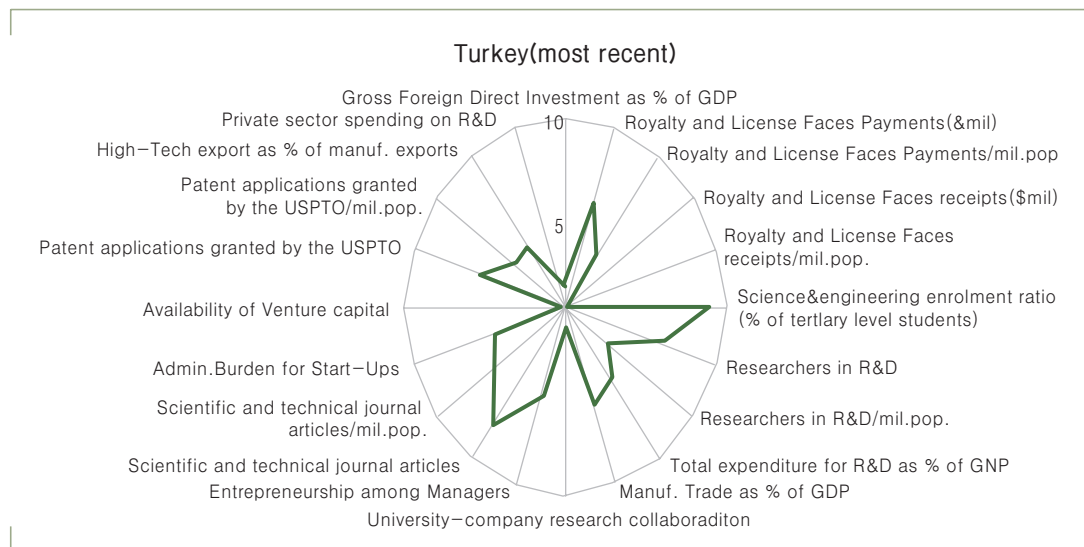 Turkey(most recent)
Gross Foreign Direct Investment as % of GDP
10
5
Royalty and License Faces Payments(&mil)
Royalty and License Faces Payments/mil.pop
Royalty and License Faces receipts($mil)
Royalty and License Faces
receipts/mil.pop.
Science&engineering enrolment ratio
(% of tertlary level students)
Researchers in R&D
Researchers in R&D/mil.pop.
Total expenditure for R&D as % of GNP
Manuf. Trade as % of GDP
University-company research collaboraditon
Entrepreneurship among Managers
Scientific and technical journal articles
Scientific and technical journal
articles/mil.pop.
Admin.Burden for Start-Ups
Availability of Venture capital
Patent applications granted by the USPTO
Patent applications granted
by the USPTO/mil.pop.
High-Tech export as % of manuf. exports
Private sector spending on R&D